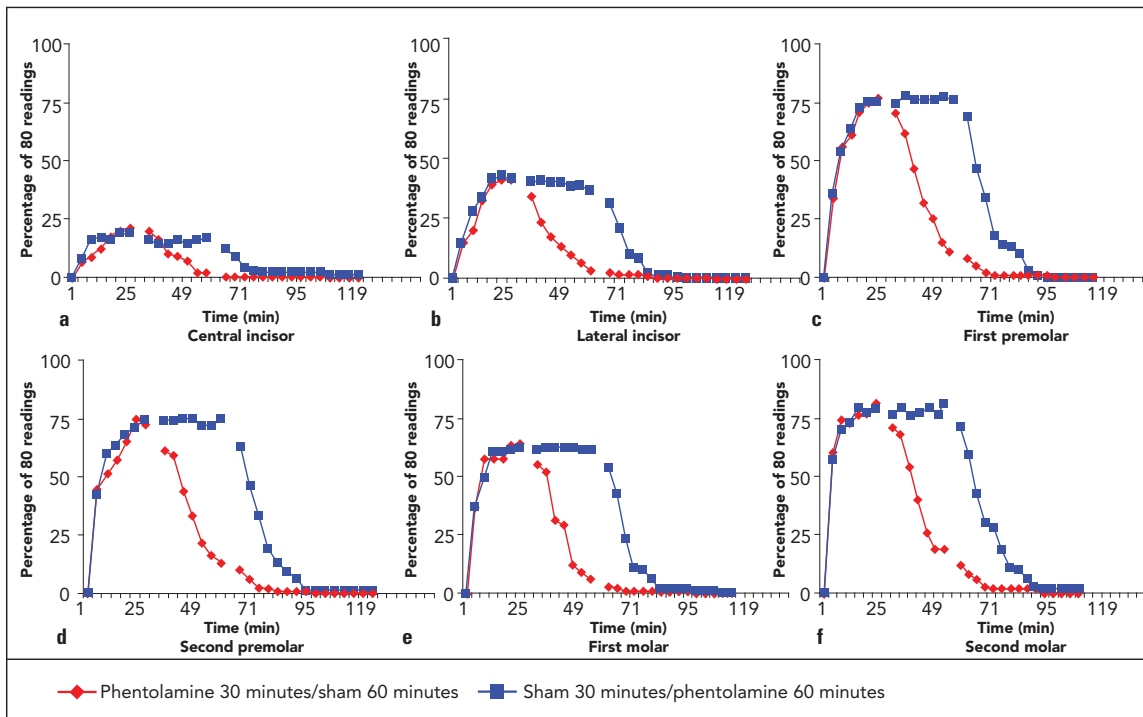 100
75
50
25
0
Percentage of 80 readings
1 25 49 71 95 119
Time (min)
a
Central incisor
100
75
50
25
0
Percentage of 80 readings
1 25 49 71 95 119
Time (min)
b
Lateral incisor
100
75
50
25
0
Percentage of 80 readings
1 25 49 71 95 119
Time (min)
c
First premolar
100
75
50
25
0
Percentage of 80 readings
1 25 49 71 95 119
Time (min)
d
Second premolar
100
75
50
25
0
Percentage of 80 readings
1 25 49 71 95 119
Time (min)
e
First molar
100
75
50
25
0
Percentage of 80 readings
1 25 49 71 95 119
Time (min)
f
Second molar
Phentolamine 30 minutes/sham 60 minutes
Sham 30 minutes/phentolamine 60 minutes